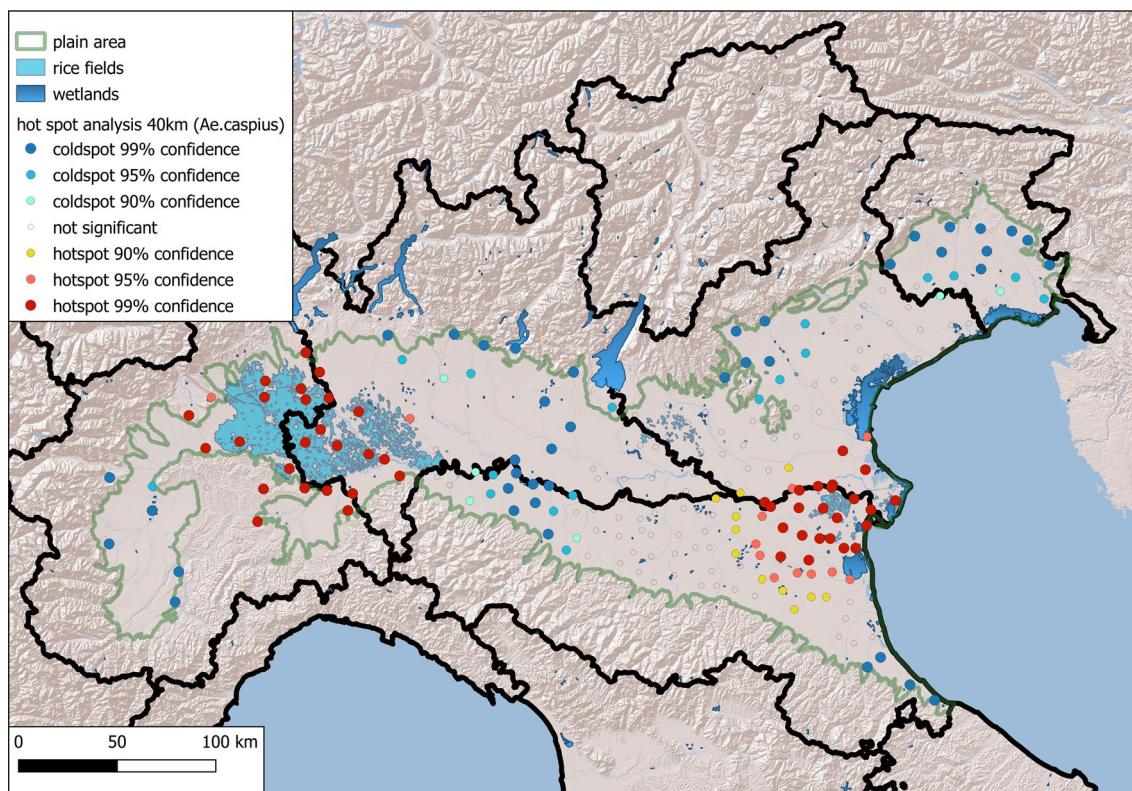 plain area
rice fields
wetlands
hot spot analysis 40km (Ae.caspius)
coldspot 99% confidence
coldspot 95% confidence
coldspot 90% confidence
not significant
hotspot 90% confidence
hotspot 95% confidence
hotspot 99% confidence
0 50 100 km